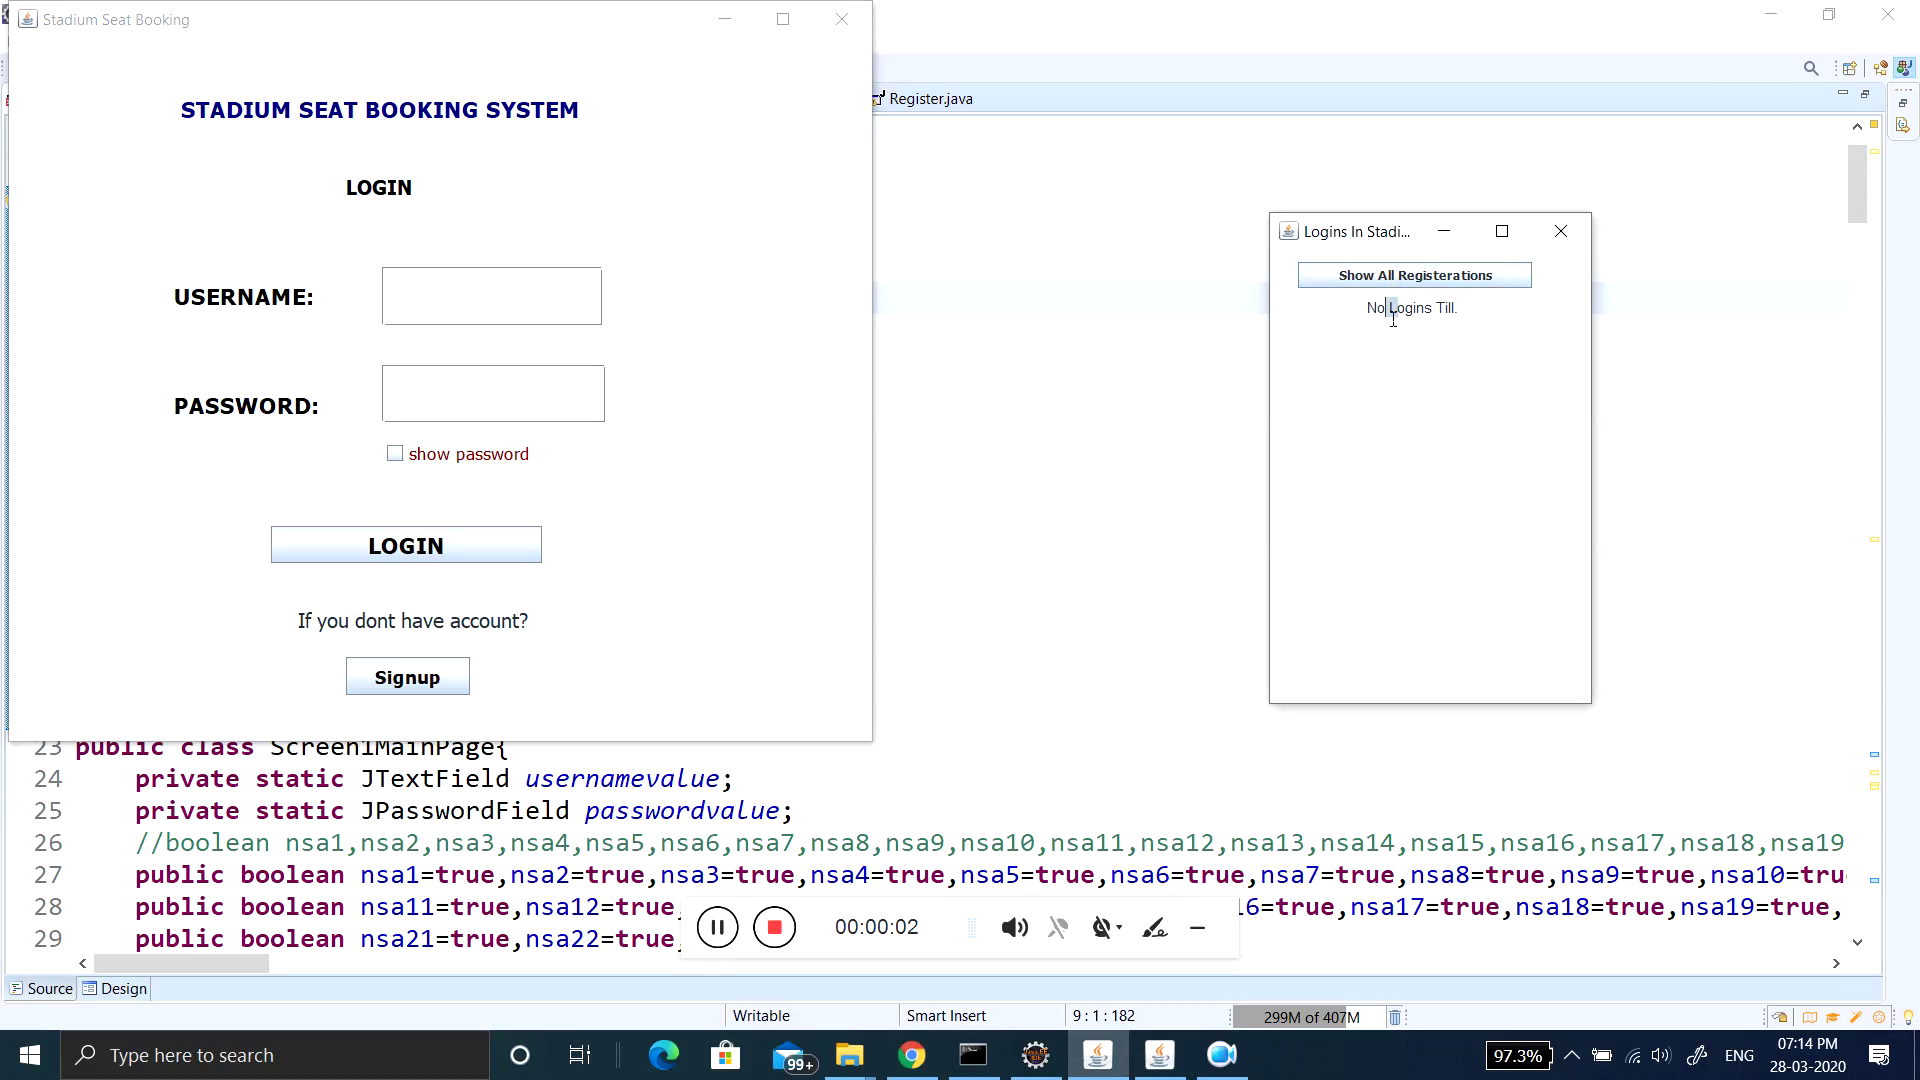 Stadium Seat Booking
STADIUM SEAT BOOKING SYSTEM
LOGIN
USERNAME:
PASSWORD:
show password
LOGIN
If you dont have account?
Signup
Register.java
Logins In Stadi...
Show All Registerations
No Logins Till.
23 public class Screen1MainPage{
24 private static JTextField usernamevalue;
25 private static JPasswordField passwordvalue;
26 //boolean nsa1,nsa2,nsa3,nsa4,nsa5,nsa6,nsa7,nsa8,nsa9,nsa10,nsa11,nsa12,nsa13,nsa14,nsa15,nsa16,nsa17,nsa18,nsa19
27 public boolean nsa1=true,nsa2=true,nsa3=true,nsa4=true,nsa5=true,nsa6=true,nsa7=true,nsa8=true,nsa9=true,nsa10=tru
28 public boolean nsa11=true,nsa12=true, 16=true,nsa17=true,nsa18=true,nsa19=true,
29 public boolean nsa21=true,nsa22=true,
00:00:02
Source Design
Writable Smart Insert 9 : 1 : 182 299M of 407M
Type here to search 99+ 97.3% ENG 07:14 PM
28-03-2020